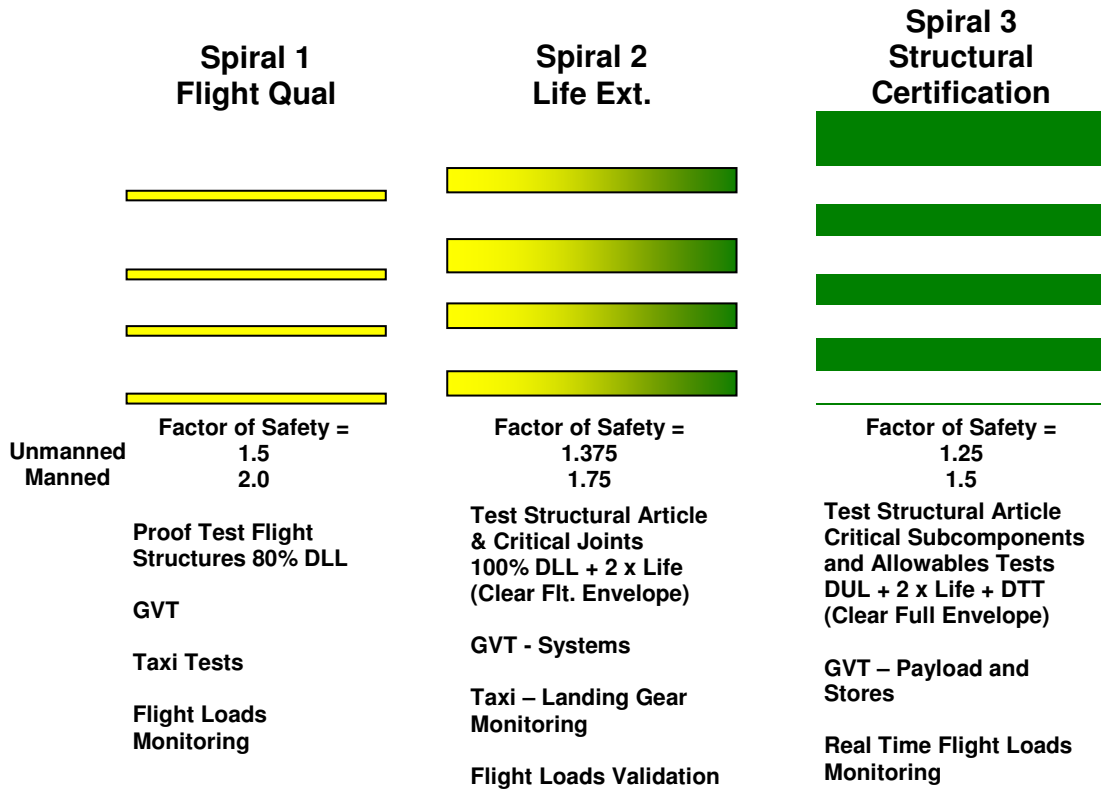 Spiral 1
Flight Qual
Spiral 2
Life Ext.
Spiral 3
Structural
Certification
Unmanned
Manned
Factor of Safety =
1.5
2.0
Factor of Safety =
1.375
1.75
Factor of Safety =
1.25
1.5
Proof Test Flight
Structures 80% DLL
GVT
Taxi Tests
Flight Loads
Monitoring
Test Structural Article
& Critical Joints
100% DLL + 2 x Life
(Clear Flt. Envelope)
GVT - Systems
Taxi – Landing Gear
Monitoring
Flight Loads Validation
Test Structural Article
Critical Subcomponents
and Allowables Tests
DUL + 2 x Life + DTT
(Clear Full Envelope)
GVT – Payload and
Stores
Real Time Flight Loads
Monitoring